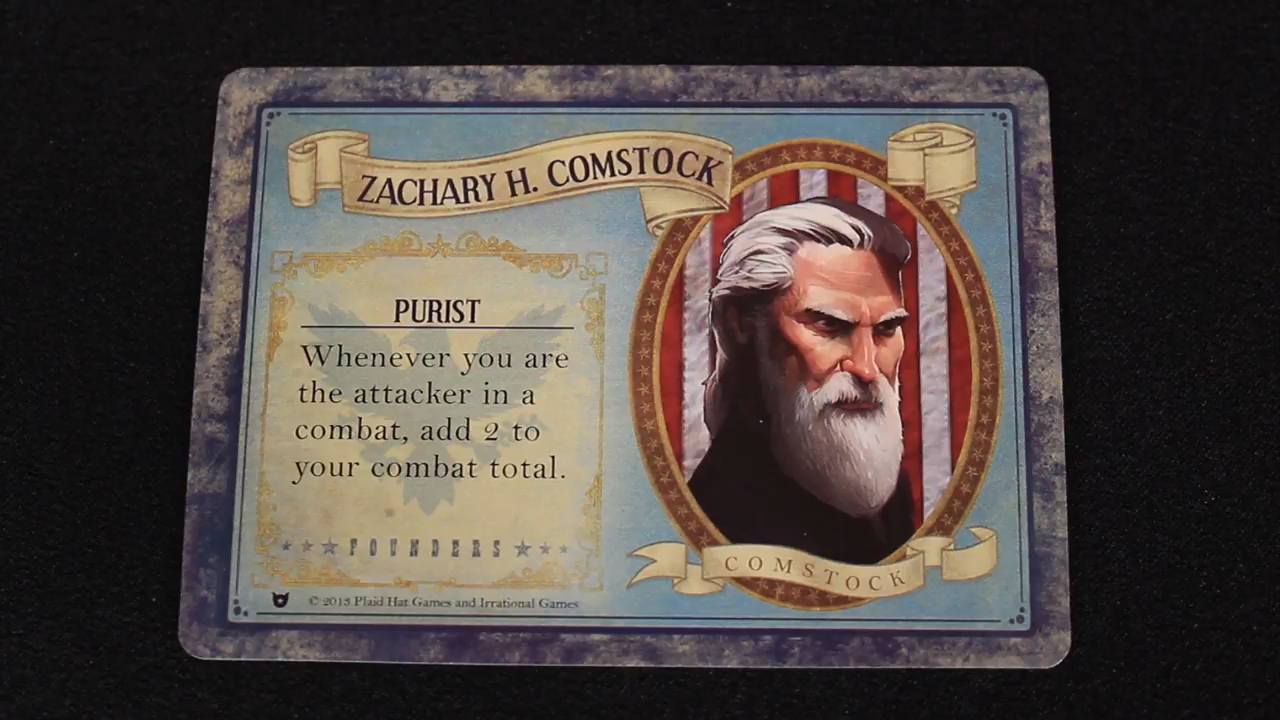 ZACHARY H. COMSTOCK
PURIST
Whenever you are
the attacker in a
combat, add 2 to
your combat total.
FOUNDERS
© 2013 Plaid Hat Games and Irrational Games
COMSTOCK